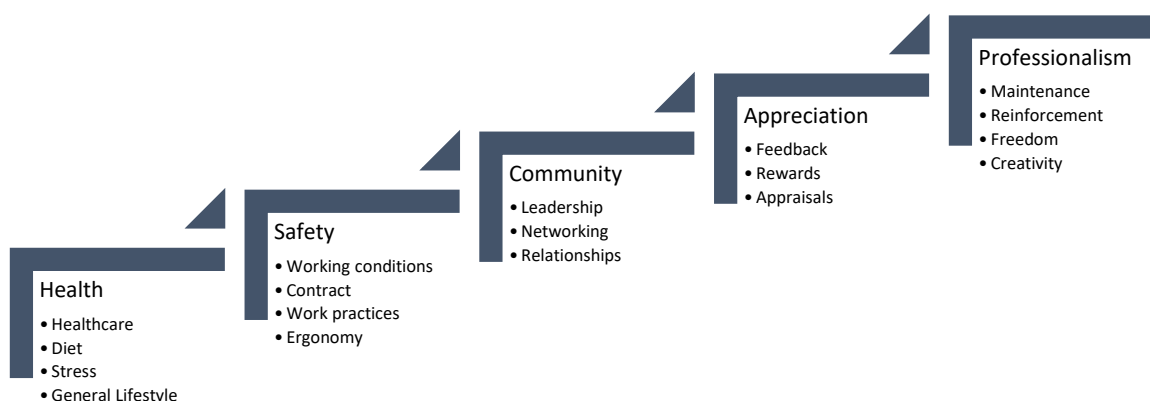 Health
• Healthcare
• Diet
• Stress
• General Lifestyle
Safety
• Working conditions
• Contract
• Work practices
• Ergonomy
Community
• Leadership
• Networking
• Relationships
Appreciation
• Feedback
• Rewards
• Appraisals
Professionalism
• Maintenance
• Reinforcement
• Freedom
• Creativity